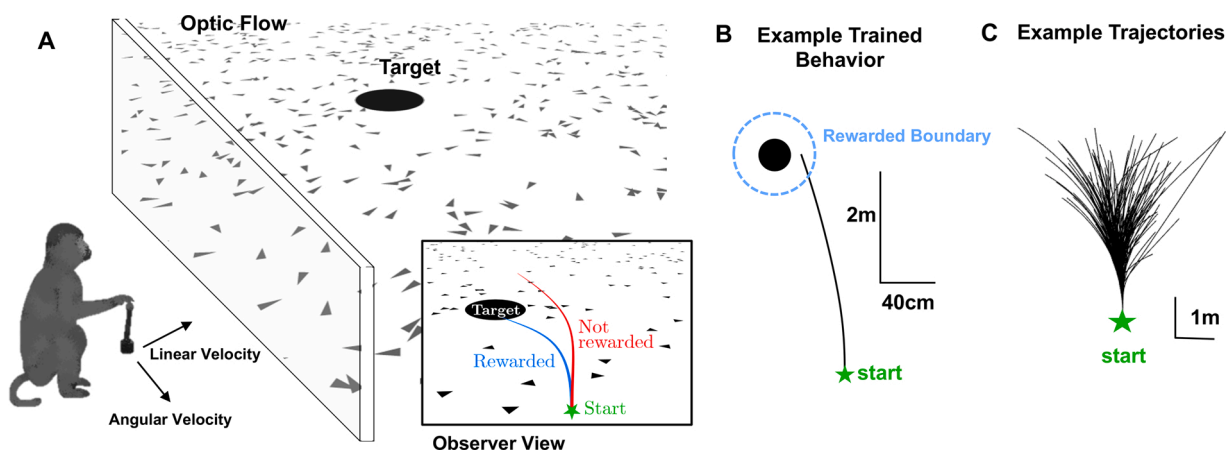 A
Optic Flow
Target
Linear Velocity
Angular Velocity
Target
Not
rewarded
Rewarded
Start
Observer View
B
Example Trained
Behavior
Rewarded Boundary
2m
40cm
start
C
Example Trajectories
1m
start